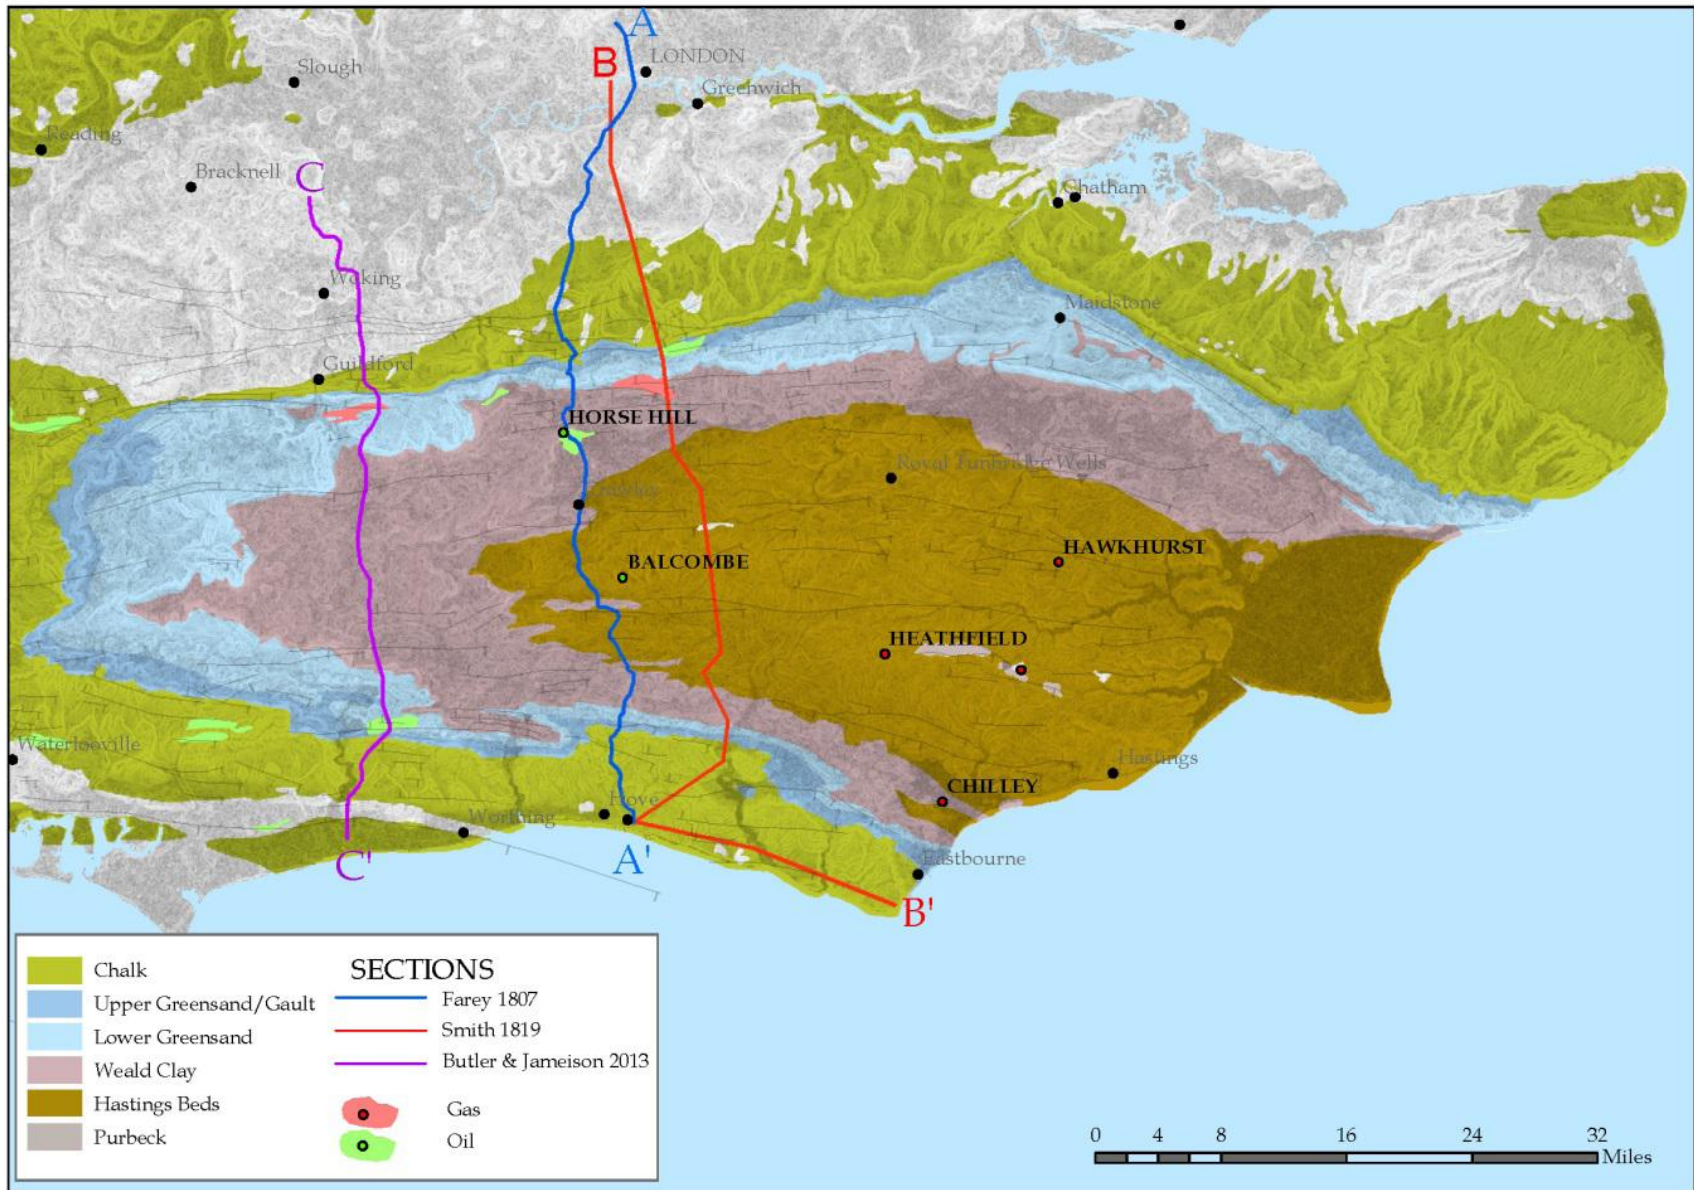 A
B
LONDON
Slough
Greenwich
Reading
Bracknell
C
Chatham
Woking
Maidstone
Guildford
HORSE HILL
Royal Tunbridge Wells
Crawley
BALCOMBE
HAWKHURST
HEATHFIELD
Waterlooville
Hastings
CHILLEY
Hove
Worthing
A'
C'
Eastbourne
B'
SECTIONS
Chalk
Upper Greensand/Gault
Lower Greensand
Weald Clay
Hastings Beds
Purbeck
Farey 1807
Smith 1819
Butler & Jameison 2013
Gas
Oil
0 4 8 16 24 32
Miles